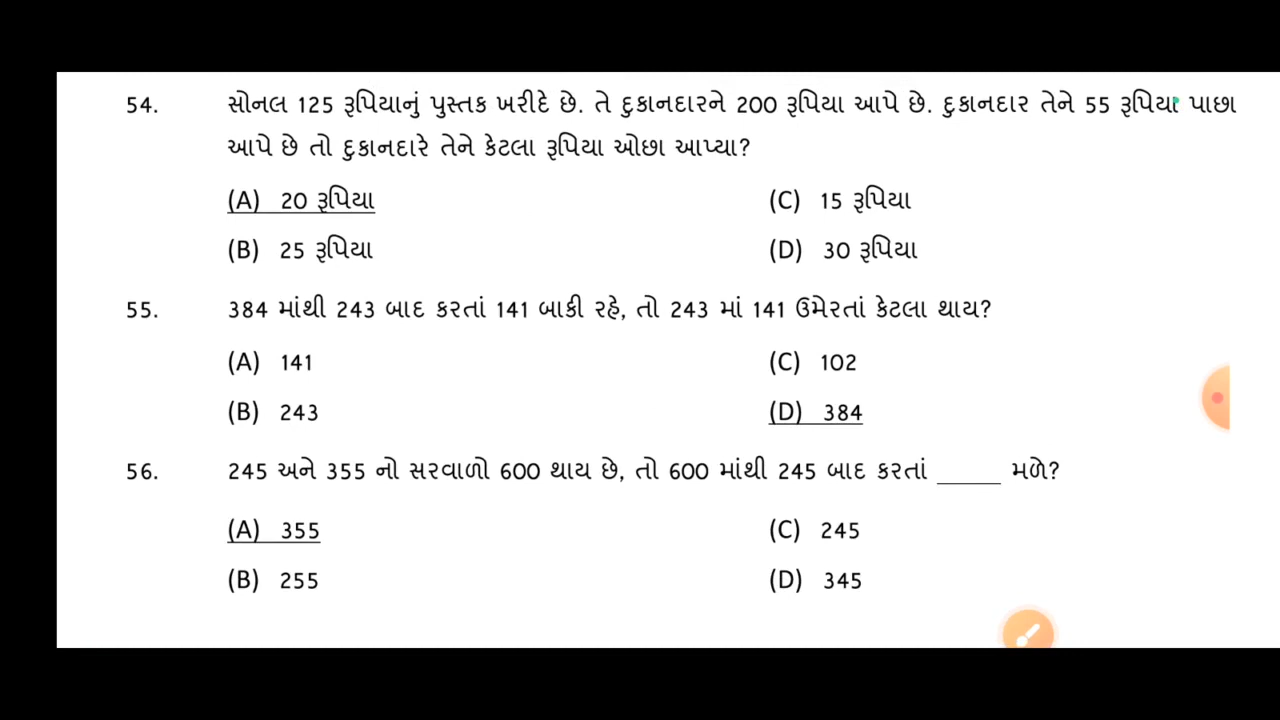 54. સોનલ 125 રૂપિયાનું પુસ્તક ખરીદે છે. તે દુકાનદારને 200 રૂપિયા આપે છે. દુકાનદાર તેને 55 રૂપિયા પાછા
આપે છે તો દુકાનદારે તેને કેટલા રૂપિયા ઓછા આપ્યા?
(A) 20 રૂપિયા (C) 15 રૂપિયા
(B) 25 રૂપિયા (D) 30 રૂપિયા
55. 384 માંથી 243 બાદ કરતાં 141 બાકી રહે, તો 243 માં 141 ઉમેરતાં કેટલા થાય?
(A) 141 (C) 102
(B) 243 (D) 384
56. 245 અને 355 નો સરવાળો 600 થાય છે, તો 600 માંથી 245 બાદ કરતાં _____ મળે?
(A) 355 (C) 245
(B) 255 (D) 345